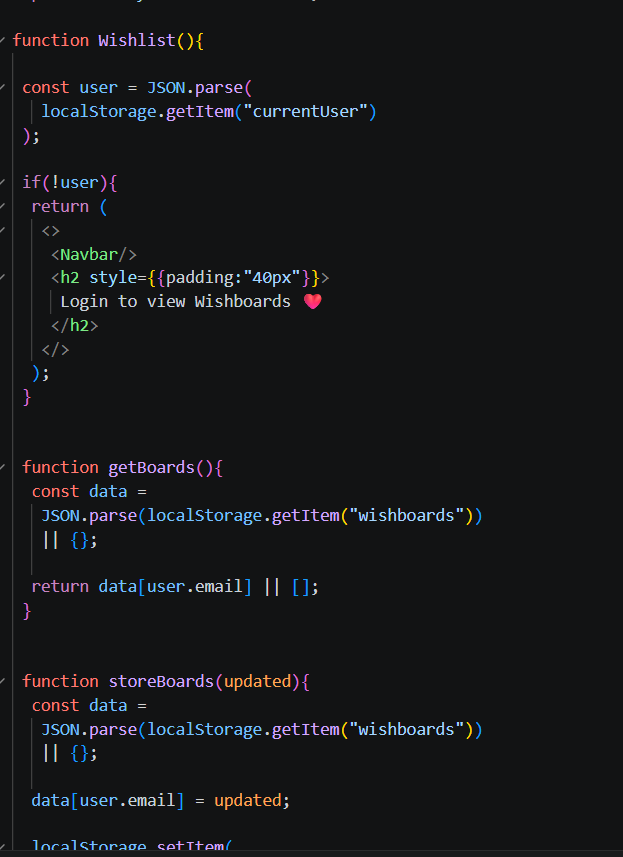 function Wishlist(){
const user = JSON.parse(
localStorage.getItem("currentUser")
);
if(!user){
return (
<>
<Navbar/>
<h2 style={{padding:"40px"}}>
Login to view Wishboards ❤️
</h2>
</>
);
}
function getBoards(){
const data =
JSON.parse(localStorage.getItem("wishboards"))
|| {};
return data[user.email] || [];
}
function storeBoards(updated){
const data =
JSON.parse(localStorage.getItem("wishboards"))
|| {};
data[user.email] = updated;
localStorage.setItem(